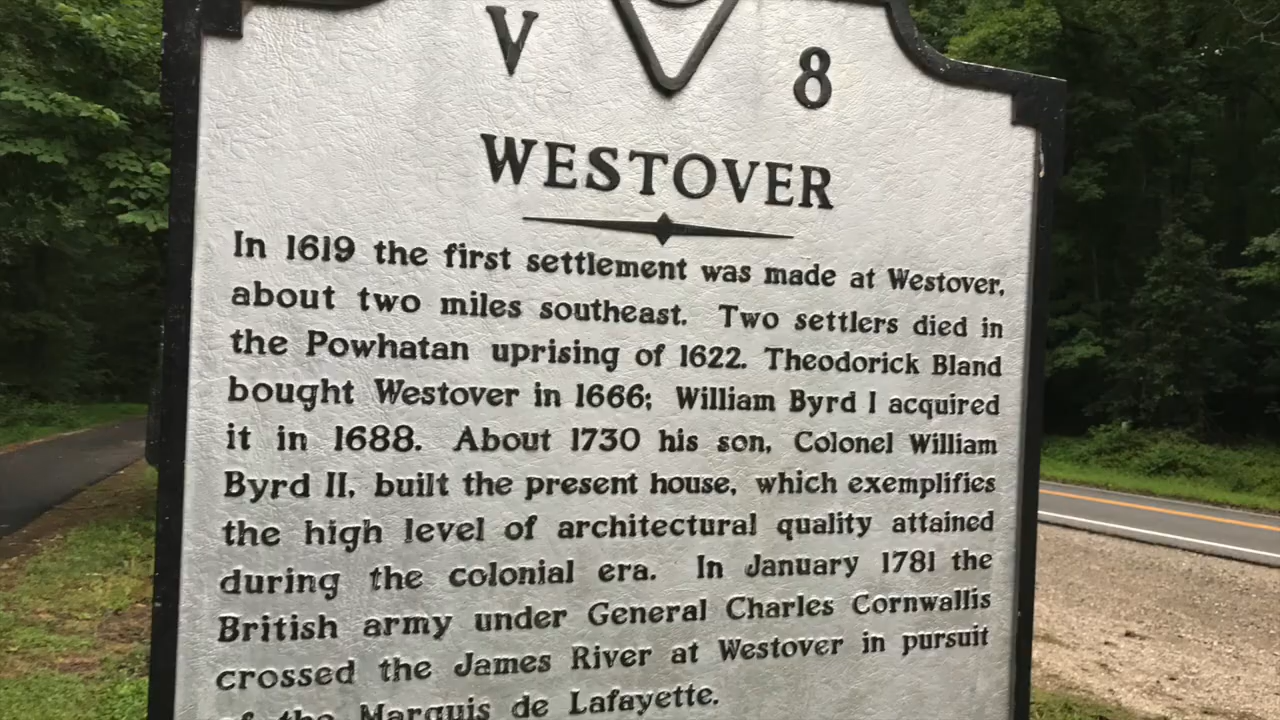 V 8
WESTOVER
In 1619 the first settlement was made at Westover,
about two miles southeast. Two settlers died in
the Powhatan uprising of 1622. Theodorick Bland
bought Westover in 1666; William Byrd I acquired
it in 1688. About 1730 his son, Colonel William
Byrd II, built the present house, which exemplifies
the high level of architectural quality attained
during the colonial era. In January 1781 the
British army under General Charles Cornwallis
crossed the James River at Westover in pursuit
of the Marquis de Lafayette.